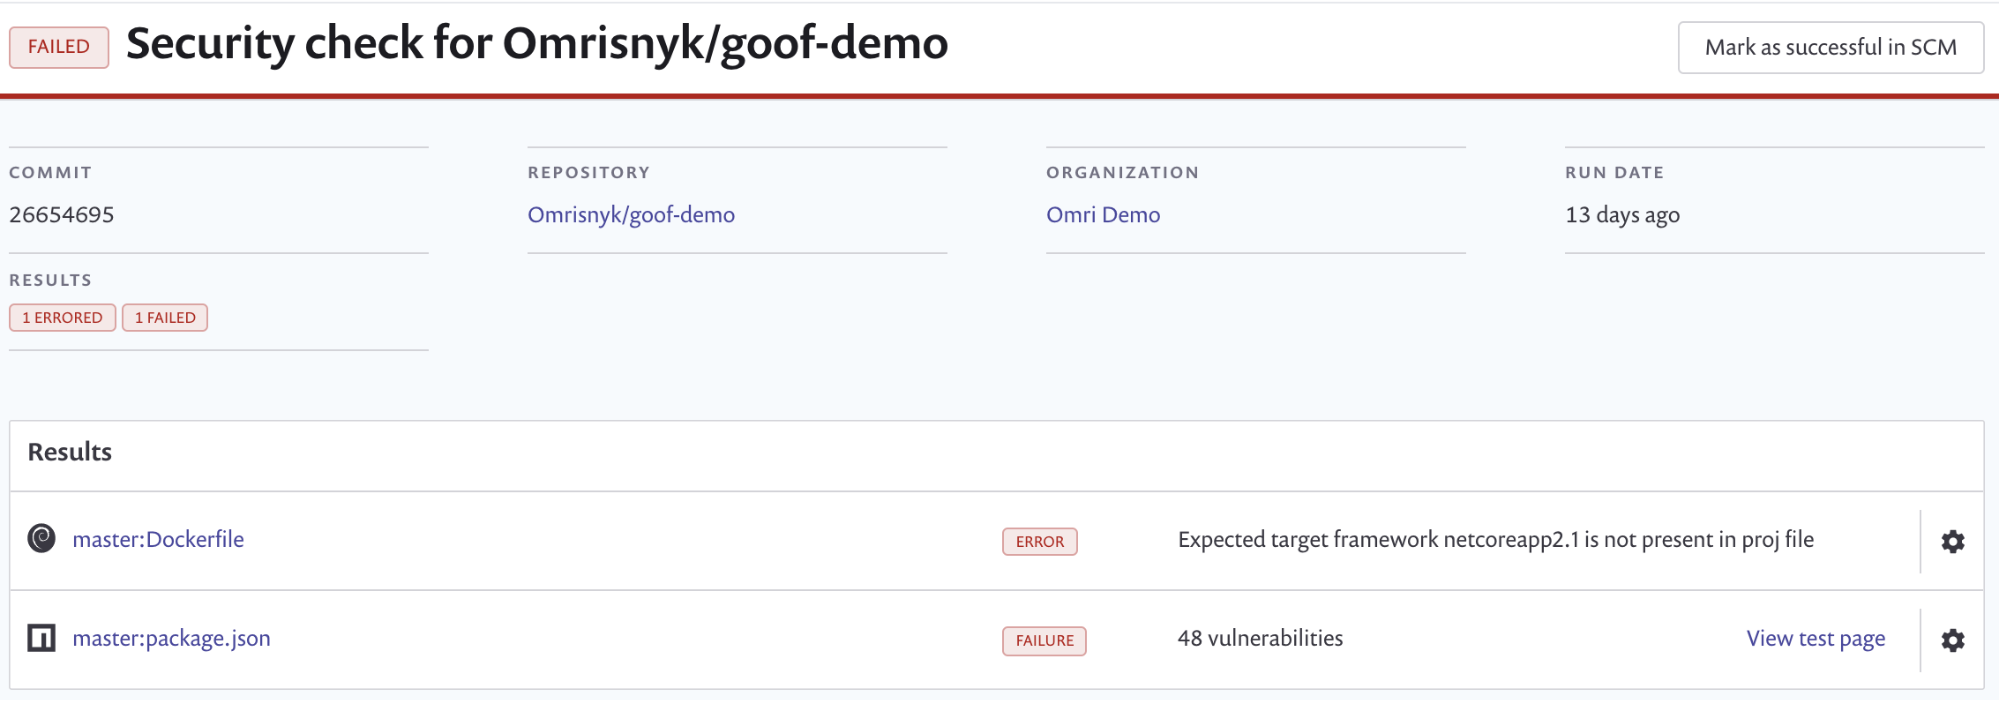 FAILED Security check for Omrisnyk/goof-demo Mark as successful in SCM
COMMIT REPOSITORY ORGANIZATION RUN DATE
26654695 Omrisnyk/goof-demo Omri Demo 13 days ago
RESULTS
1 ERRORED 1 FAILED
Results
master:Dockerfile ERROR Expected target framework netcoreapp2.1 is not present in proj file
master:package.json FAILURE 48 vulnerabilities View test page